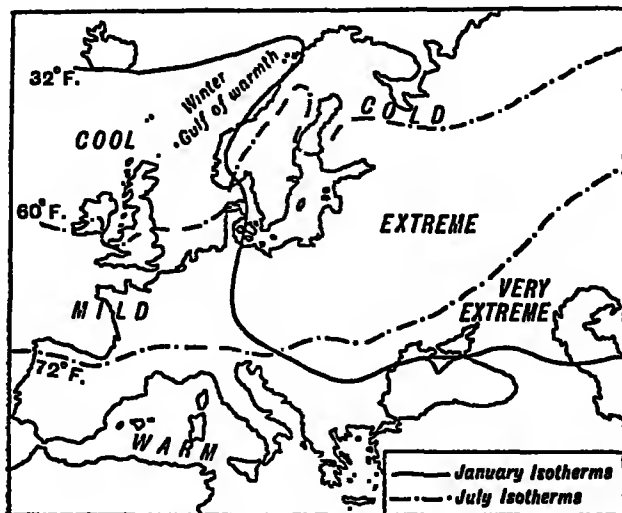 32°F.
Winter
Gulf of warmth
COLD
COOL
60°F.
EXTREME
MILD
VERY
EXTREME
72°F.
WARM
January Isotherms
July Isotherms